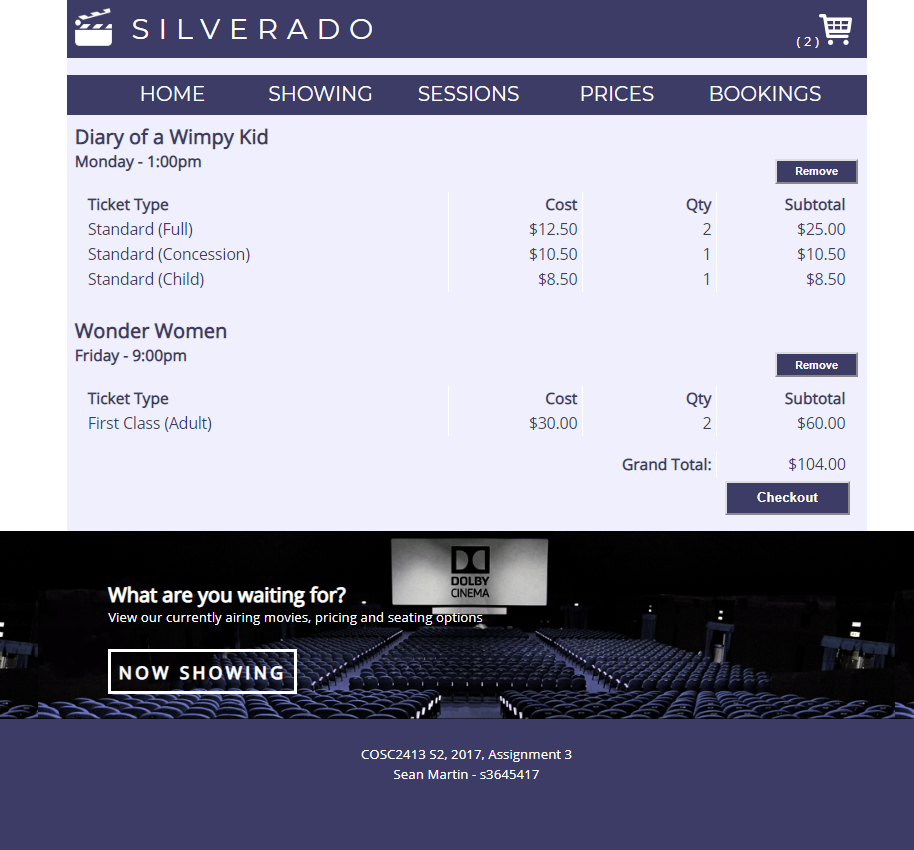 SILVERADO
( 2 )
HOME SHOWING SESSIONS PRICES BOOKINGS
Diary of a Wimpy Kid
Monday - 1:00pm
Remove
Ticket Type Cost Qty Subtotal
Standard (Full) $12.50 2 $25.00
Standard (Concession) $10.50 1 $10.50
Standard (Child) $8.50 1 $8.50
Wonder Women
Friday - 9:00pm
Remove
Ticket Type Cost Qty Subtotal
First Class (Adult) $30.00 2 $60.00
Grand Total: $104.00
Checkout
DOLBY
CINEMA
What are you waiting for?
View our currently airing movies, pricing and seating options
NOW SHOWING
COSC2413 S2, 2017, Assignment 3
Sean Martin - s3645417